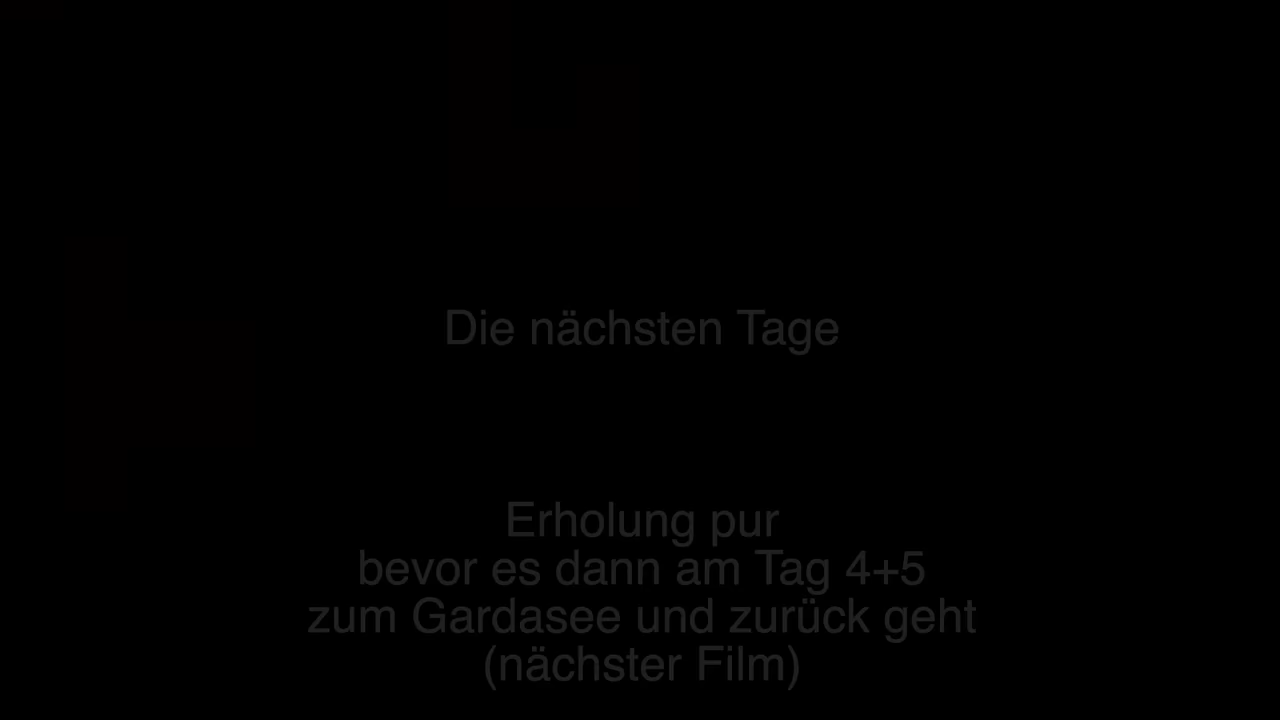 Die nächsten Tage
Erholung pur
bevor es dann am Tag 4+5
zum Gardasee und zurück geht
(nächster Film)